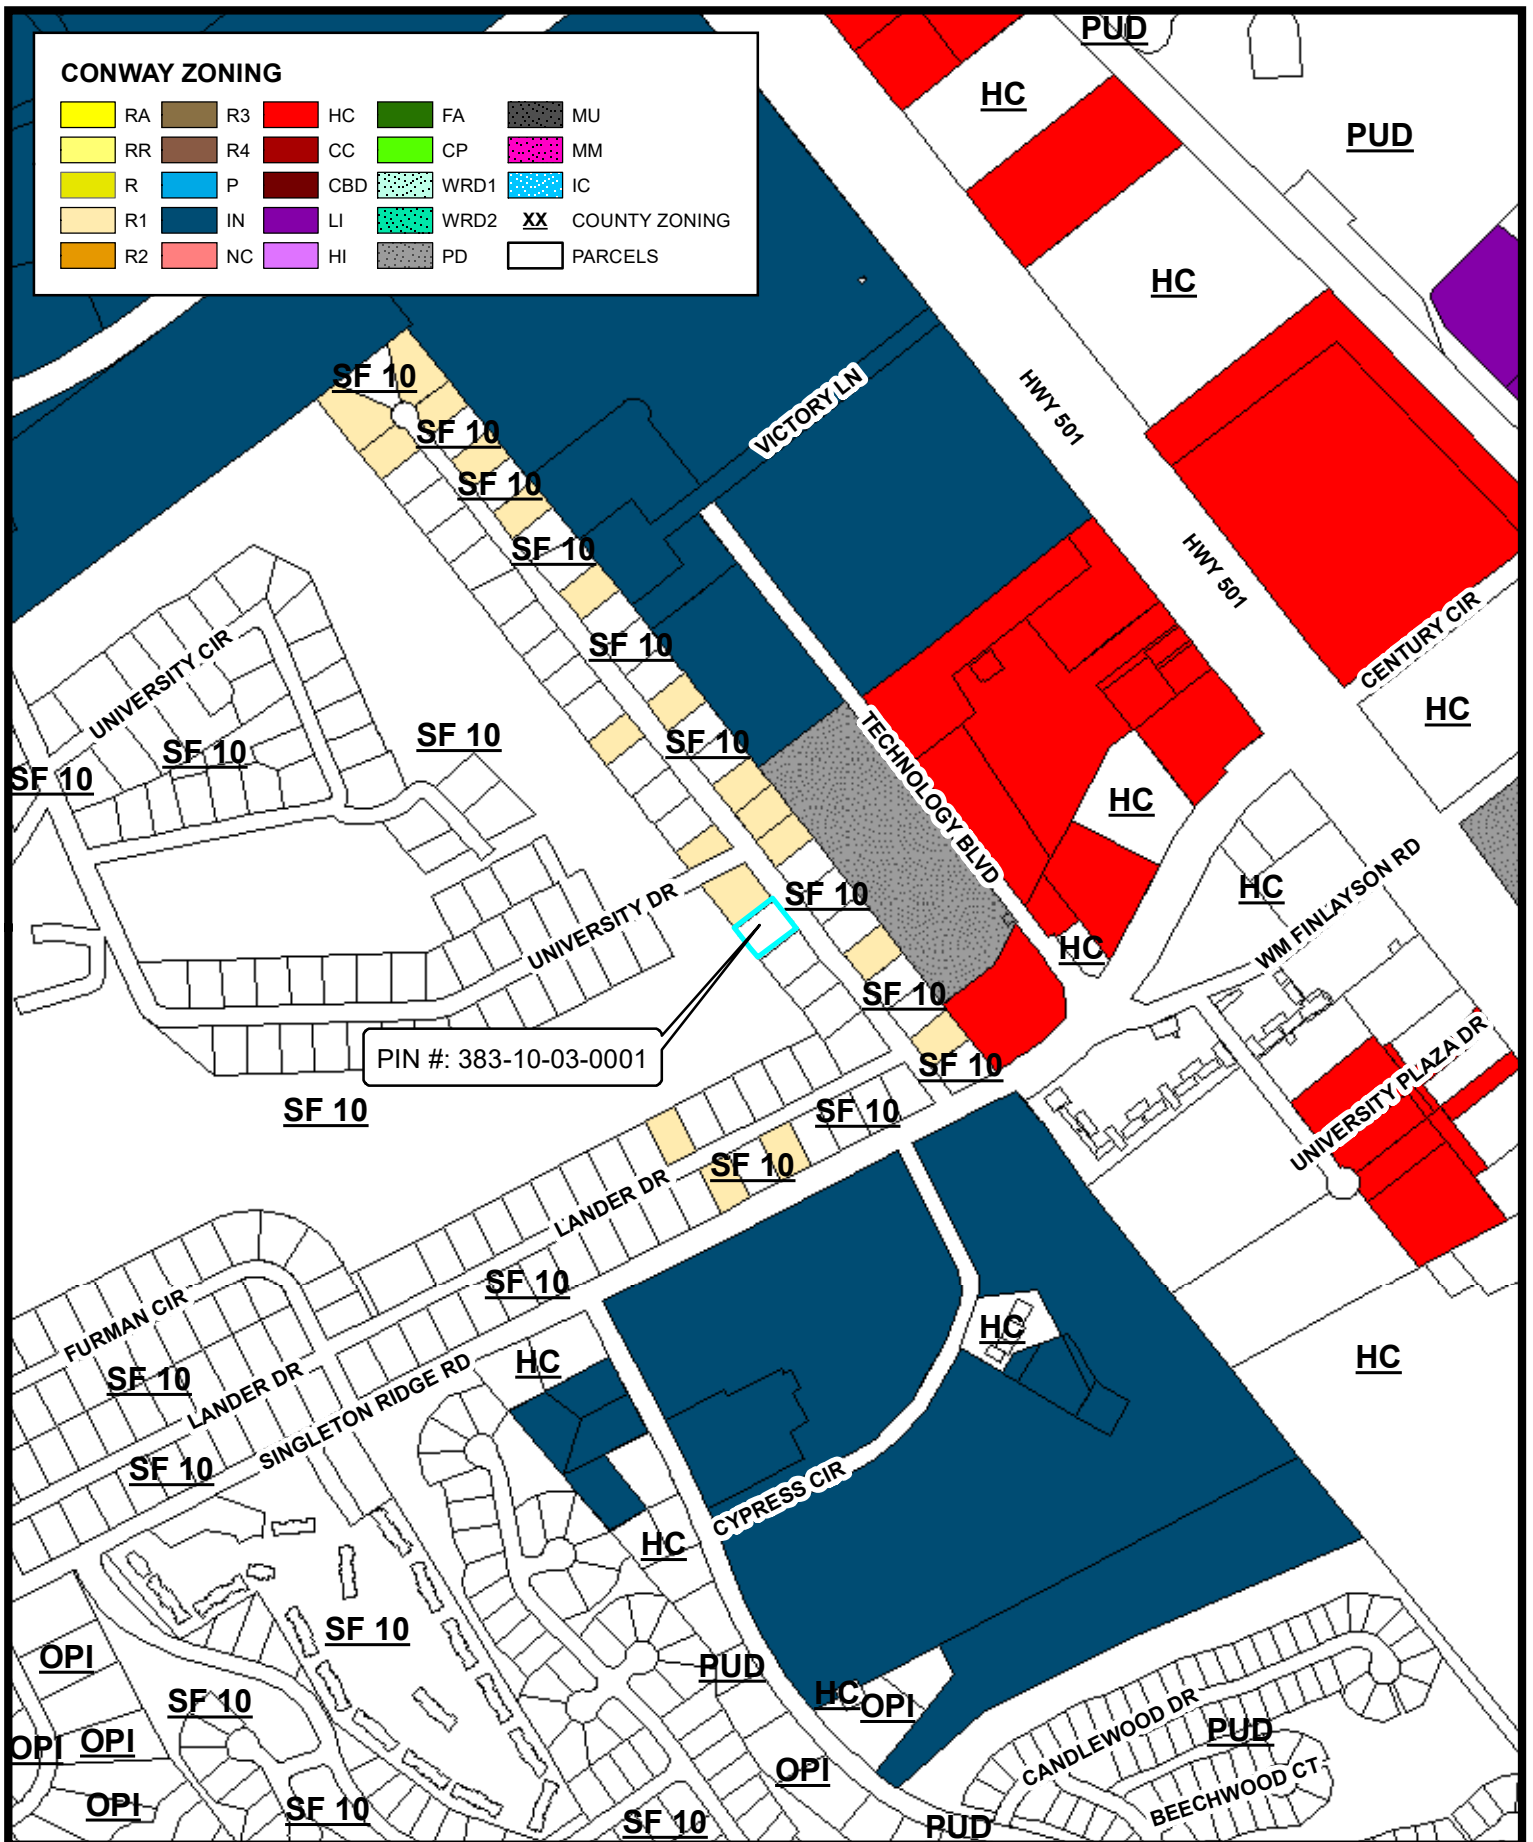 CONWAY ZONING
RA R3 HC FA MU
RR R4 CC CP MM
R P CBD WRD1 IC
R1 IN LI WRD2 XX COUNTY ZONING
R2 NC HI PD PARCELS
PUD
HC
PUD
HC
SF 10
HWY 501
VICTORY LN
SF 10
SF 10
SF 10
HWY 501
CENTURY CIR
SF 10
UNIVERSITY CIR
HC
SF 10
SF 10
SF 10
SF 10
TECHNOLOGY BLVD
HC
SF 10
HC
WM FINLAYSON RD
UNIVERSITY DR
HC
SF 10
PIN #: 383-10-03-0001
SF 10
UNIVERSITY PLAZA DR
SF 10
SF 10
SF 10
LANDER DR
SF 10
FURMAN CIR
HC
HC
HC
SF 10
LANDER DR
SINGLETON RIDGE RD
SF 10
CYPRESS CIR
HC
SF 10
OPI
PUD
SF 10
HC
OPI
CANDLEWOOD DR
PUD
OPI
OPI
OPI
BEECHWOOD CT
OPI
SF 10
SF 10
PUD